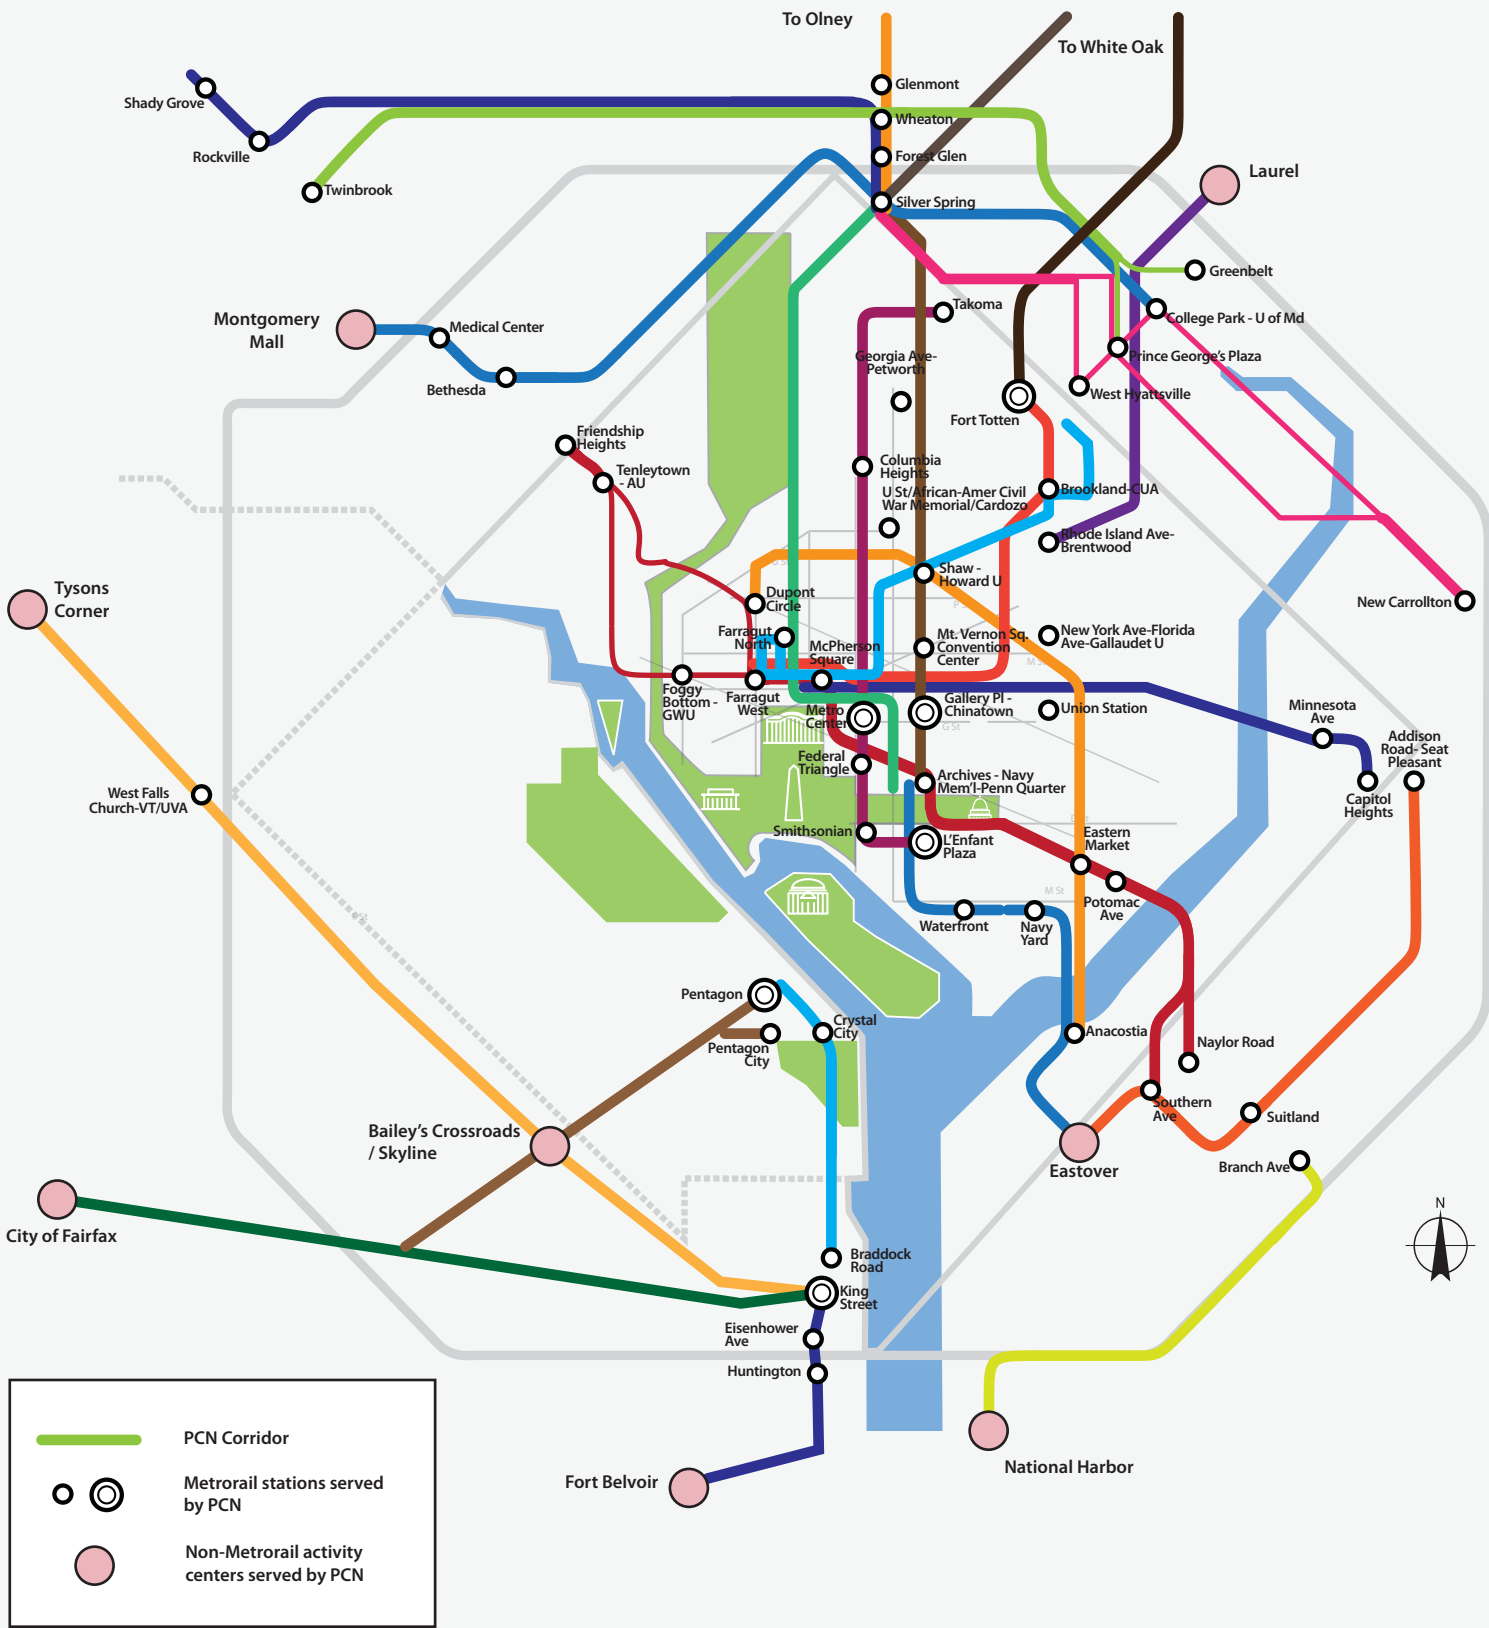 To Olney
To White Oak
Glenmont
Shady Grove
Wheaton
Rockville
Forest Glen
Laurel
Twinbrook
Silver Spring
Greenbelt
Takoma
Montgomery
Mall
Medical Center
College Park - U of Md
Georgia Ave-
Petworth
Prince George's Plaza
Bethesda
West Hyattsville
Fort Totten
Friendship
Heights
Tenleytown
- AU
Columbia
Heights
U St/African-Amer Civil
War Memorial/Cardozo
Brookland-CUA
Rhode Island Ave-
Brentwood
Shaw -
Howard U
Tysons
Corner
Dupont
Circle
New Carrollton
Farragut
North
McPherson
Square
Mt. Vernon Sq.
Convention
Center
New York Ave-Florida
Ave-Gallaudet U
M St
Foggy
Bottom -
GWU
Farragut
West
Metro
Center
Gallery Pl -
Chinatown
G St
Union Station
Minnesota
Ave
Addison
Road- Seat
Pleasant
Federal
Triangle
Archives - Navy
Mem'l-Penn Quarter
West Falls
Church-VT/UVA
Capitol
Heights
Smithsonian
L'Enfant
Plaza
Eastern
Market
M St
Potomac
Ave
Waterfront
Navy
Yard
Pentagon
Crystal
City
Anacostia
Pentagon
City
Naylor Road
Southern
Ave
Suitland
Bailey's Crossroads
/ Skyline
Eastover
Branch Ave
City of Fairfax
N
Braddock
Road
King
Street
Eisenhower
Ave
Huntington
Fort Belvoir
National Harbor
PCN Corridor
Metrorail stations served
by PCN
Non-Metrorail activity
centers served by PCN